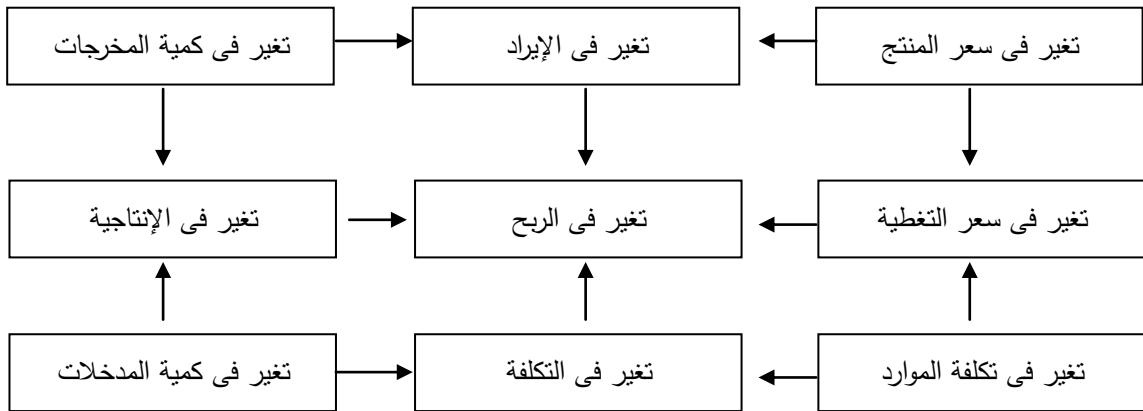 تغير فى سعر المنتج
تغير فى الإيراد
تغير فى كمية المخرجات
تغير فى سعر التغطية
تغير فى الربح
تغير فى الإنتاجية
تغير فى تكلفة الموارد
تغير فى التكلفة
تغير فى كمية المدخلات